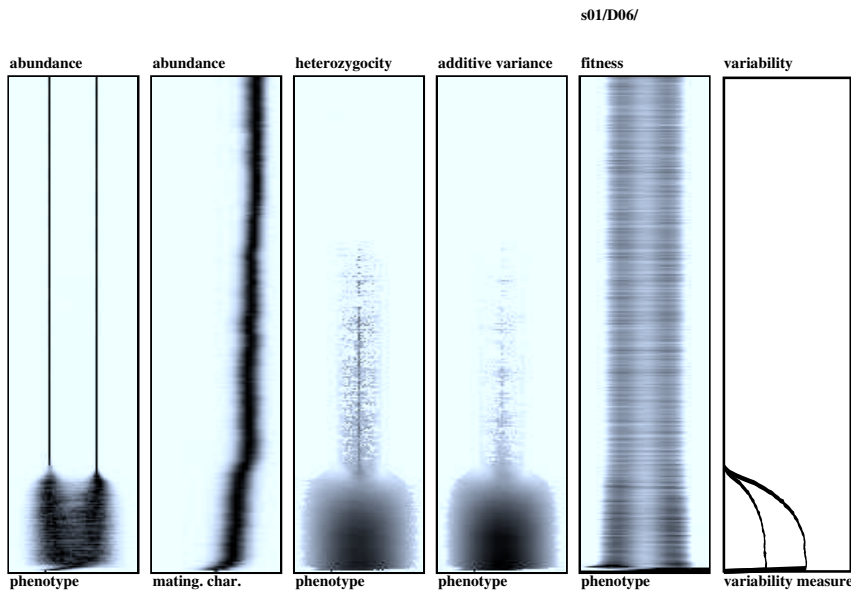 s01/D06/
abundance abundance heterozygocity additive variance fitness variability
phenotype mating. char. phenotype phenotype phenotype variability measure